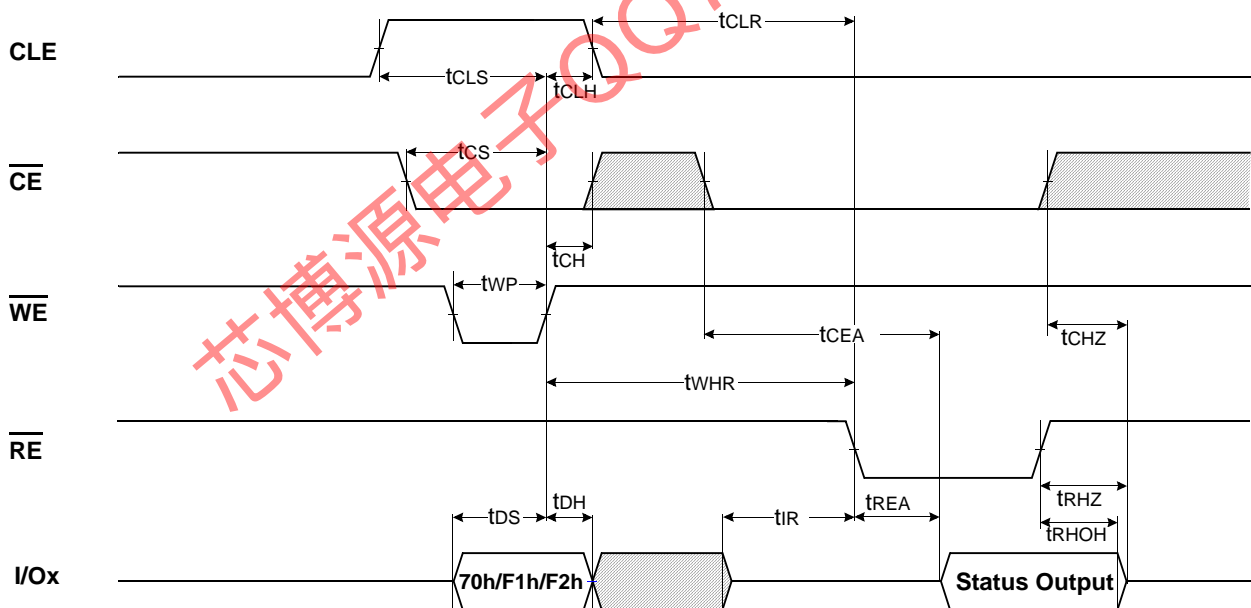 CLE
tCLR
tCLS
tCLH
CE
tCS
tCH
WE
tWP
tCEA
tCHZ
tWHR
RE
tDS
tDH
tIR
tREA
tRHZ
tRHOH
I/Ox
70h/F1h/F2h
Status Output
芯博源电子QQ